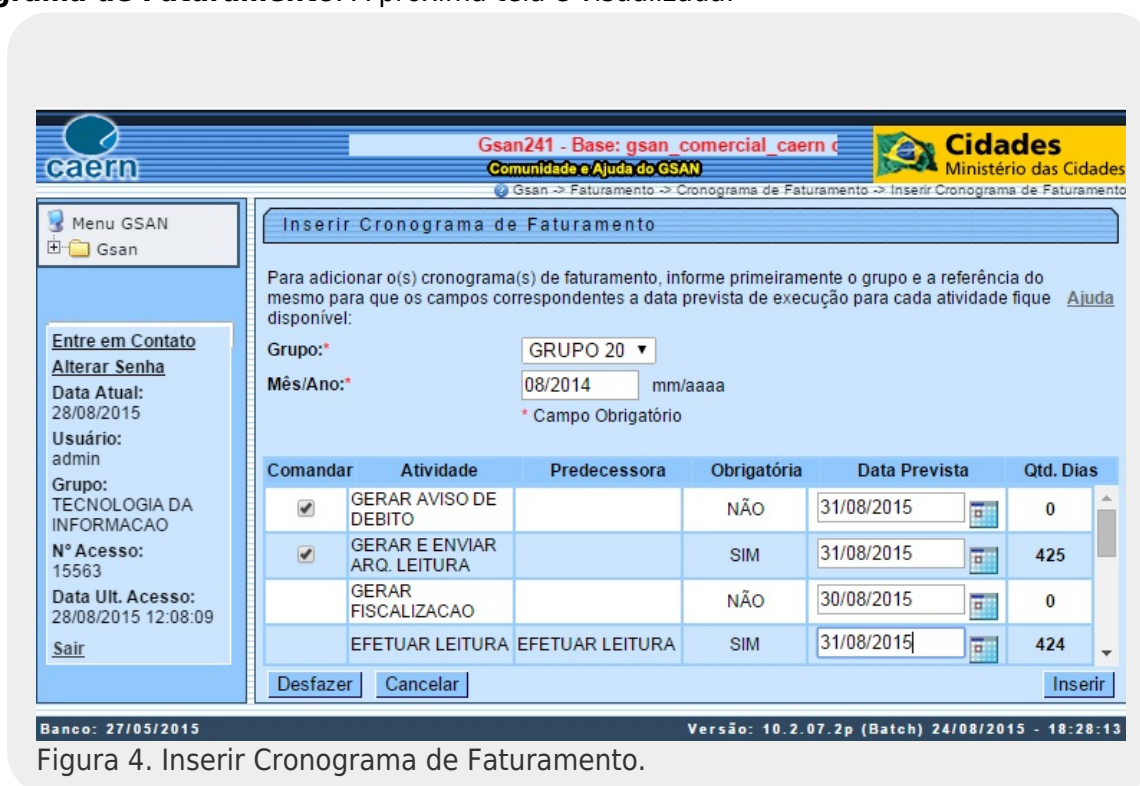 grama de Faturamento. A próxima tela é visualizada:
caern
Gsan241 - Base: gsan_comercial_caern
Comunidade e Ajuda do GSAN
Cidades
Ministério das Cidades
Gsan -> Faturamento -> Cronograma de Faturamento -> Inserir Cronograma de Faturamento
Menu GSAN
Gsan
Entre em Contato
Alterar Senha
Data Atual:
28/08/2015
Usuário:
admin
Grupo:
TECNOLOGIA DA
INFORMACAO
N° Acesso:
15563
Data Ult. Acesso:
28/08/2015 12:08:09
Sair
Inserir Cronograma de Faturamento
Para adicionar o(s) cronograma(s) de faturamento, informe primeiramente o grupo e a referência do
mesmo para que os campos correspondentes a data prevista de execução para cada atividade fique Ajuda
disponível:
Grupo:* GRUPO 20
Mês/Ano:* 08/2014 mm/aaaa
* Campo Obrigatório
Comandar Atividade Predecessora Obrigatória Data Prevista Qtd. Dias
GERAR AVISO DE
DEBITO NÃO 31/08/2015 0
GERAR E ENVIAR
ARQ. LEITURA SIM 31/08/2015 425
GERAR
FISCALIZACAO NÃO 30/08/2015 0
EFETUAR LEITURA EFETUAR LEITURA SIM 31/08/2015 424
Desfazer Cancelar Inserir
Banco: 27/05/2015 Versão: 10.2.07.2p (Batch) 24/08/2015 - 18:28:13
Figura 4. Inserir Cronograma de Faturamento.